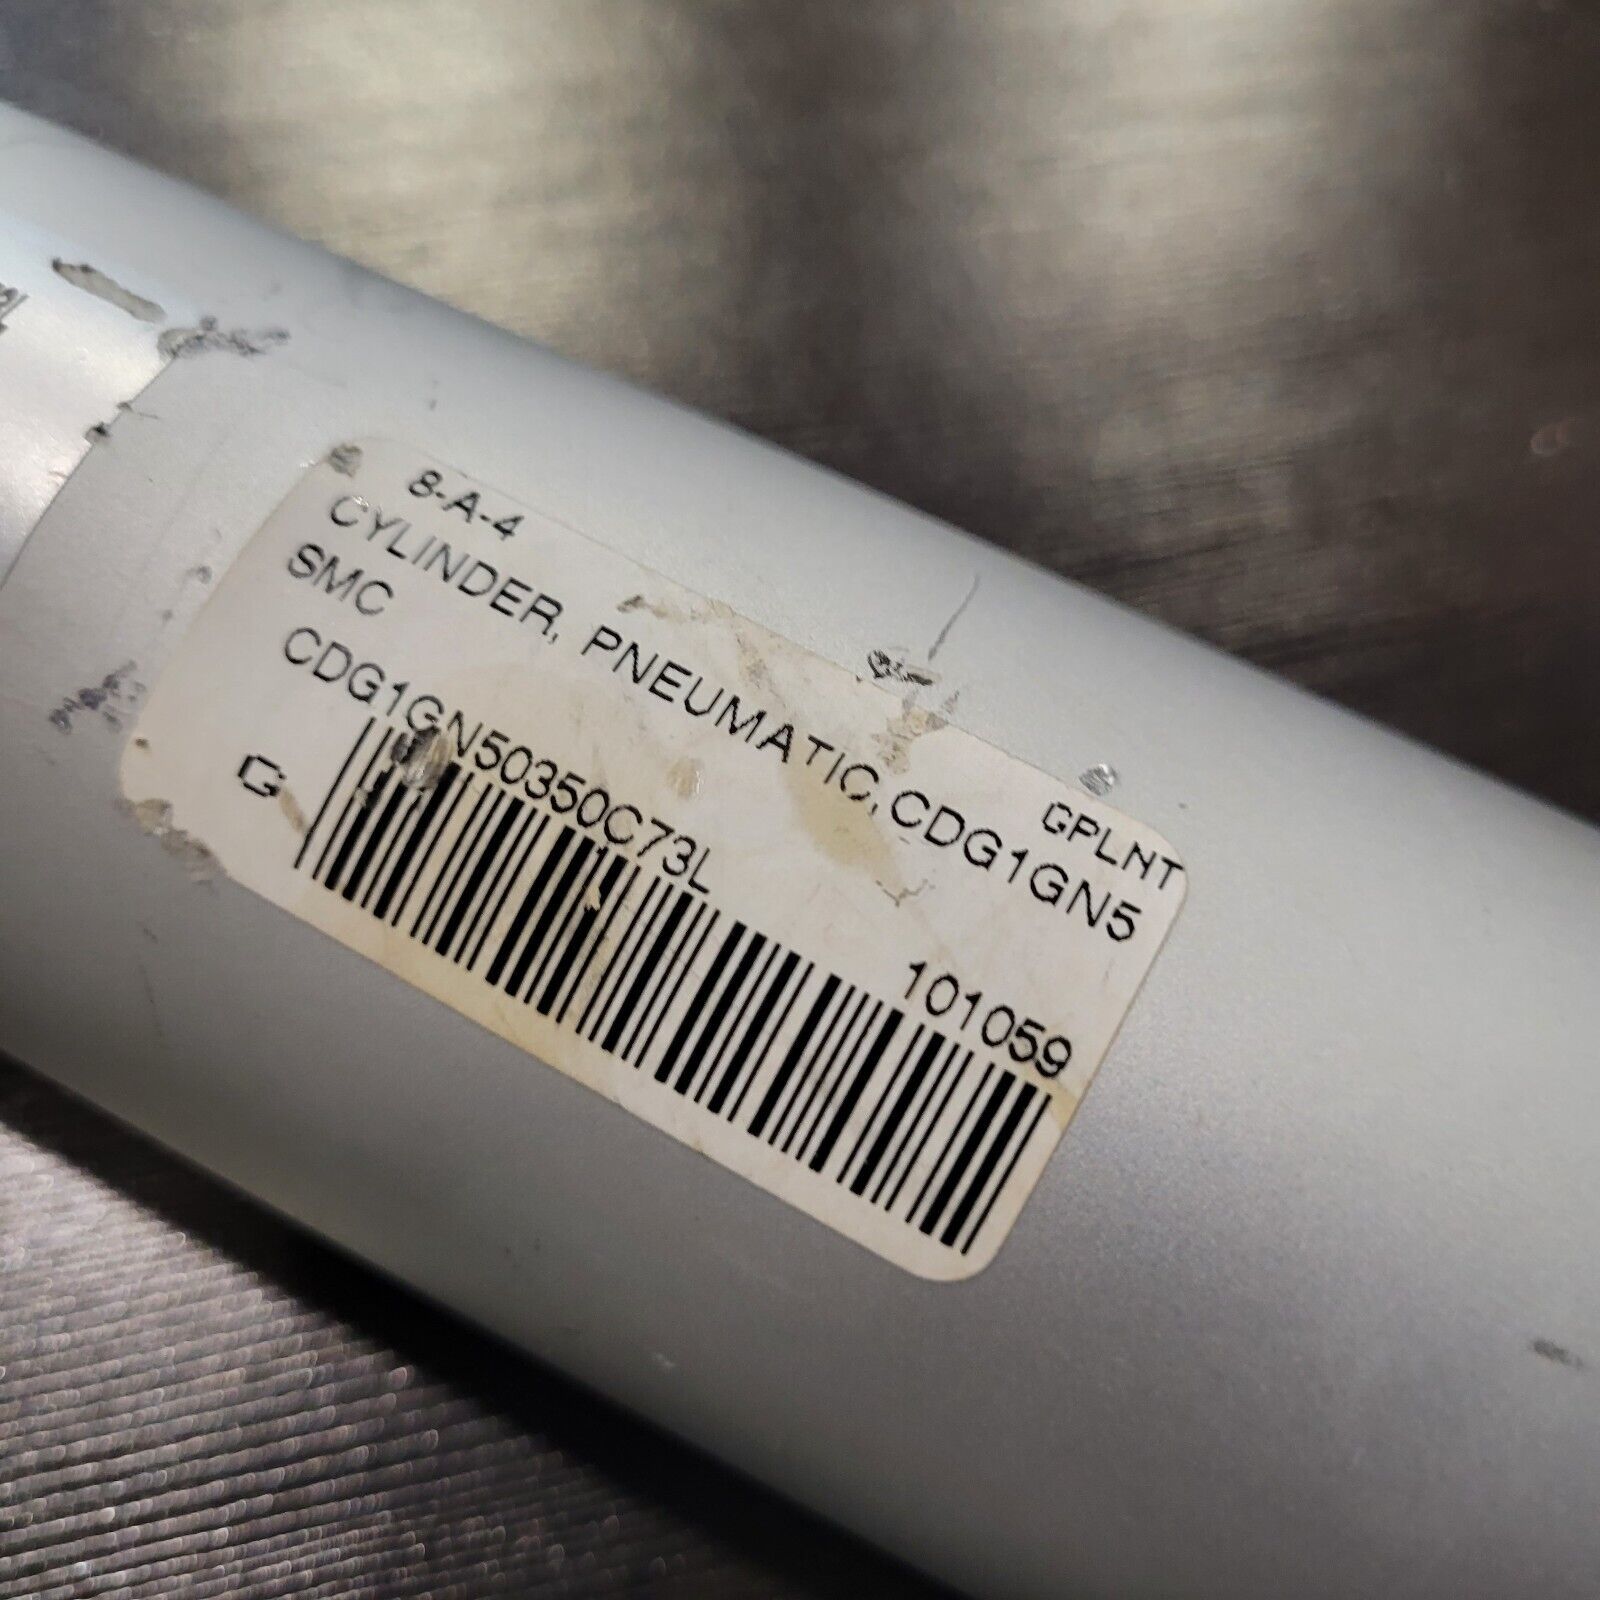 8-A-4 GPLNT
CYLINDER, PNEUMATIC,CDG1GN5
SMC
CDG1GN50350C73L 101059
G